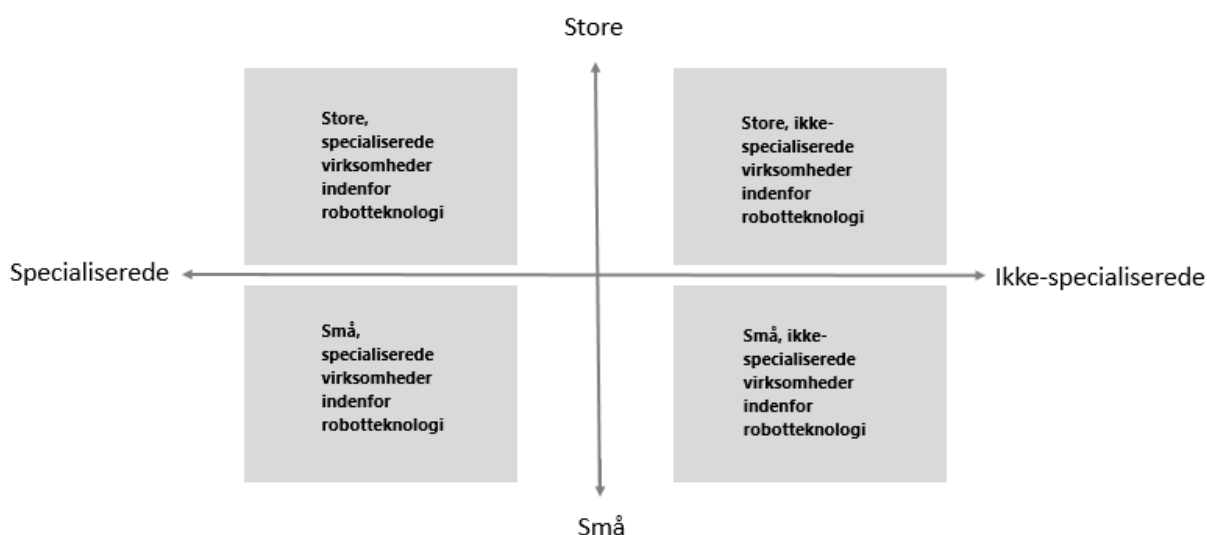 Store
Store,
specialiserede
virksomheder
indenfor
robotteknologi
Store, ikke-
specialiserede
virksomheder
indenfor
robotteknologi
Specialiserede
Ikke-specialiserede
Små,
specialiserede
virksomheder
indenfor
robotteknologi
Små, ikke-
specialiserede
virksomheder
indenfor
robotteknologi
Små